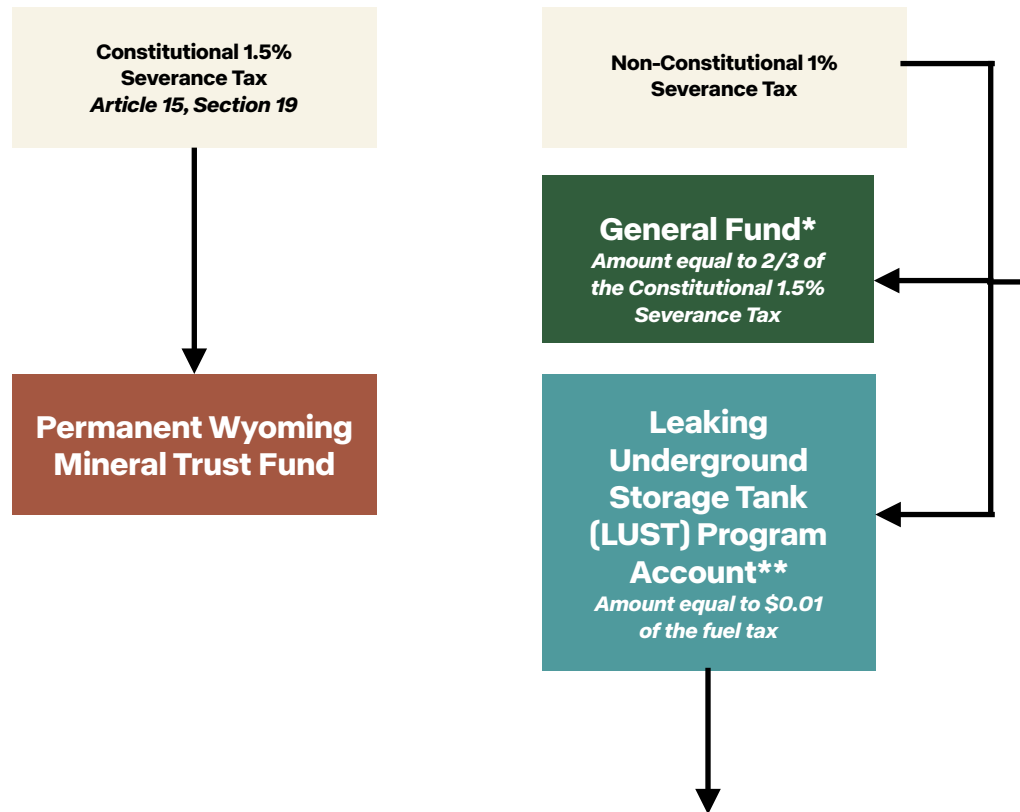 Constitutional 1.5%
Severance Tax
Article 15, Section 19
Non-Constitutional 1%
Severance Tax
General Fund*
Amount equal to 2/3 of
the Constitutional 1.5%
Severance Tax
Permanent Wyoming
Mineral Trust Fund
Leaking
Underground
Storage Tank
(LUST) Program
Account**
Amount equal to $0.01
of the fuel tax